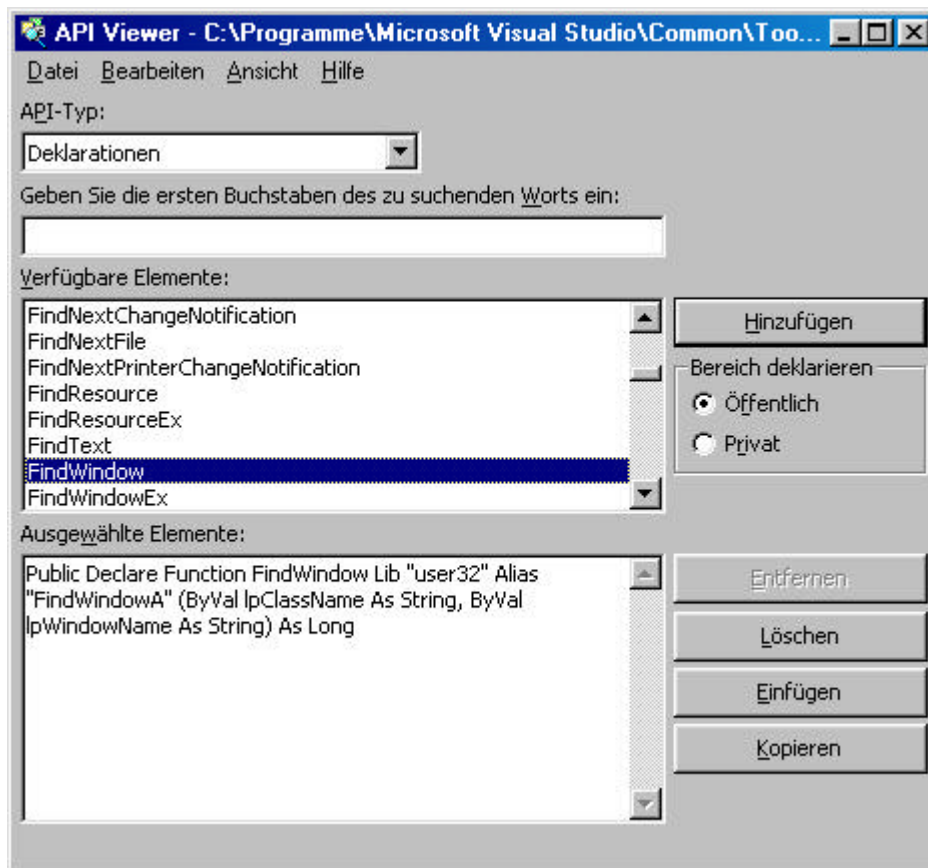 API Viewer - C:\Programme\Microsoft Visual Studio\Common\Too...
Datei Bearbeiten Ansicht Hilfe
API-Typ:
Deklarationen
Geben Sie die ersten Buchstaben des zu suchenden Worts ein:
Verfügbare Elemente:
FindNextChangeNotification
FindNextFile
FindNextPrinterChangeNotification
FindResource
FindResourceEx
FindText
FindWindow
FindWindowEx
Hinzufügen
Bereich deklarieren
Öffentlich
Privat
Ausgewählte Elemente:
Public Declare Function FindWindow Lib "user32" Alias
"FindWindowA" (ByVal lpClassName As String, ByVal
lpWindowName As String) As Long
Entfernen
Löschen
Einfügen
Kopieren